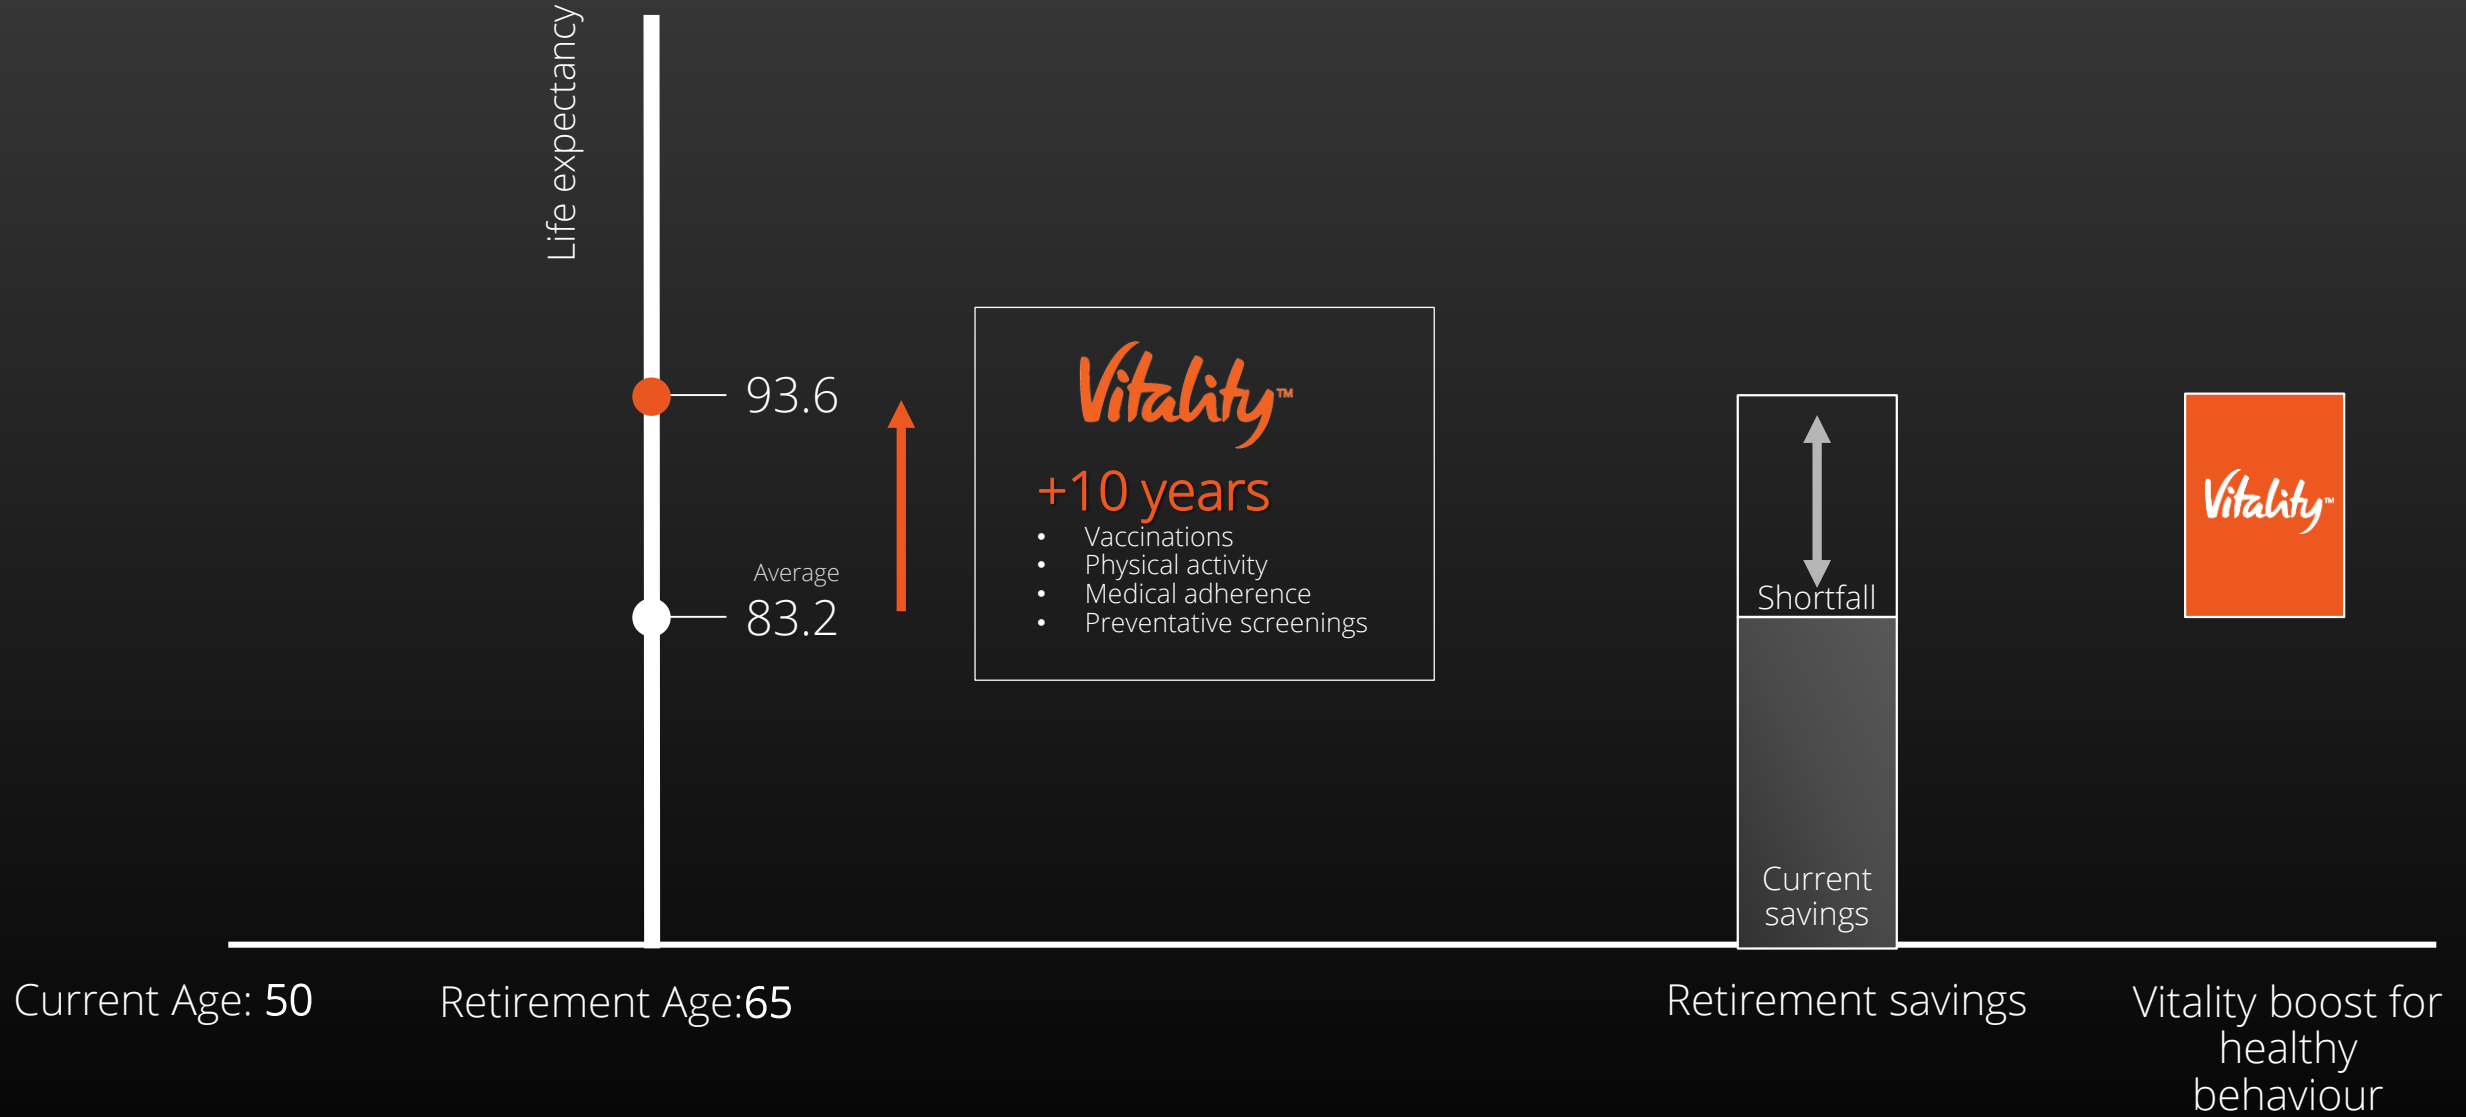 Life expectancy
93.6
Average
83.2
Vitality™
+10 years
• Vaccinations
• Physical activity
• Medical adherence
• Preventative screenings
Shortfall
Current
savings
Vitality™
Current Age: 50
Retirement Age:65
Retirement savings
Vitality boost for
healthy
behaviour